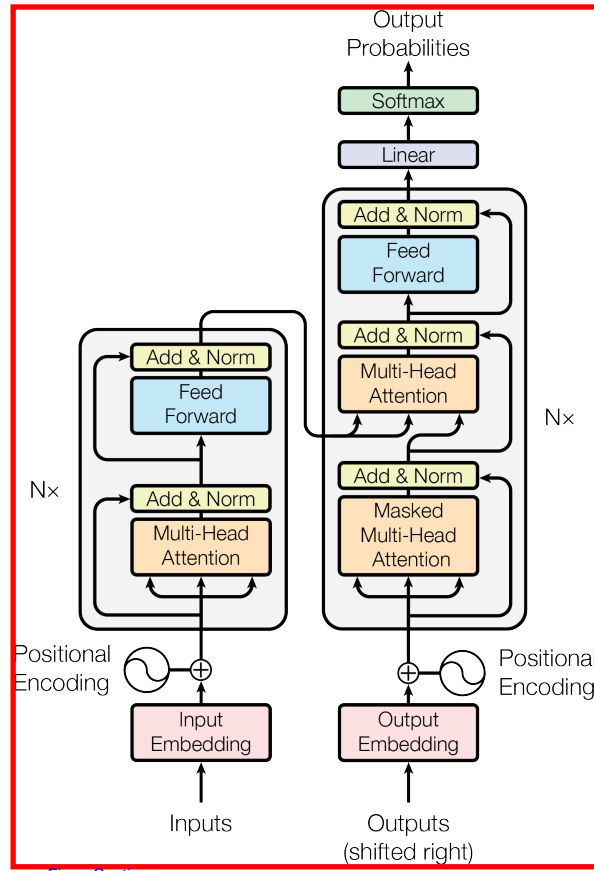 Output
Probabilities
Softmax
Linear
Add & Norm
Feed
Forward
Add & Norm
Multi-Head
Attention
Add & Norm
Feed
Forward
N×
N×
Add & Norm
Masked
Multi-Head
Attention
Add & Norm
Multi-Head
Attention
Positional
Encoding
Positional
Encoding
Input
Embedding
Output
Embedding
Inputs
Outputs
(shifted right)